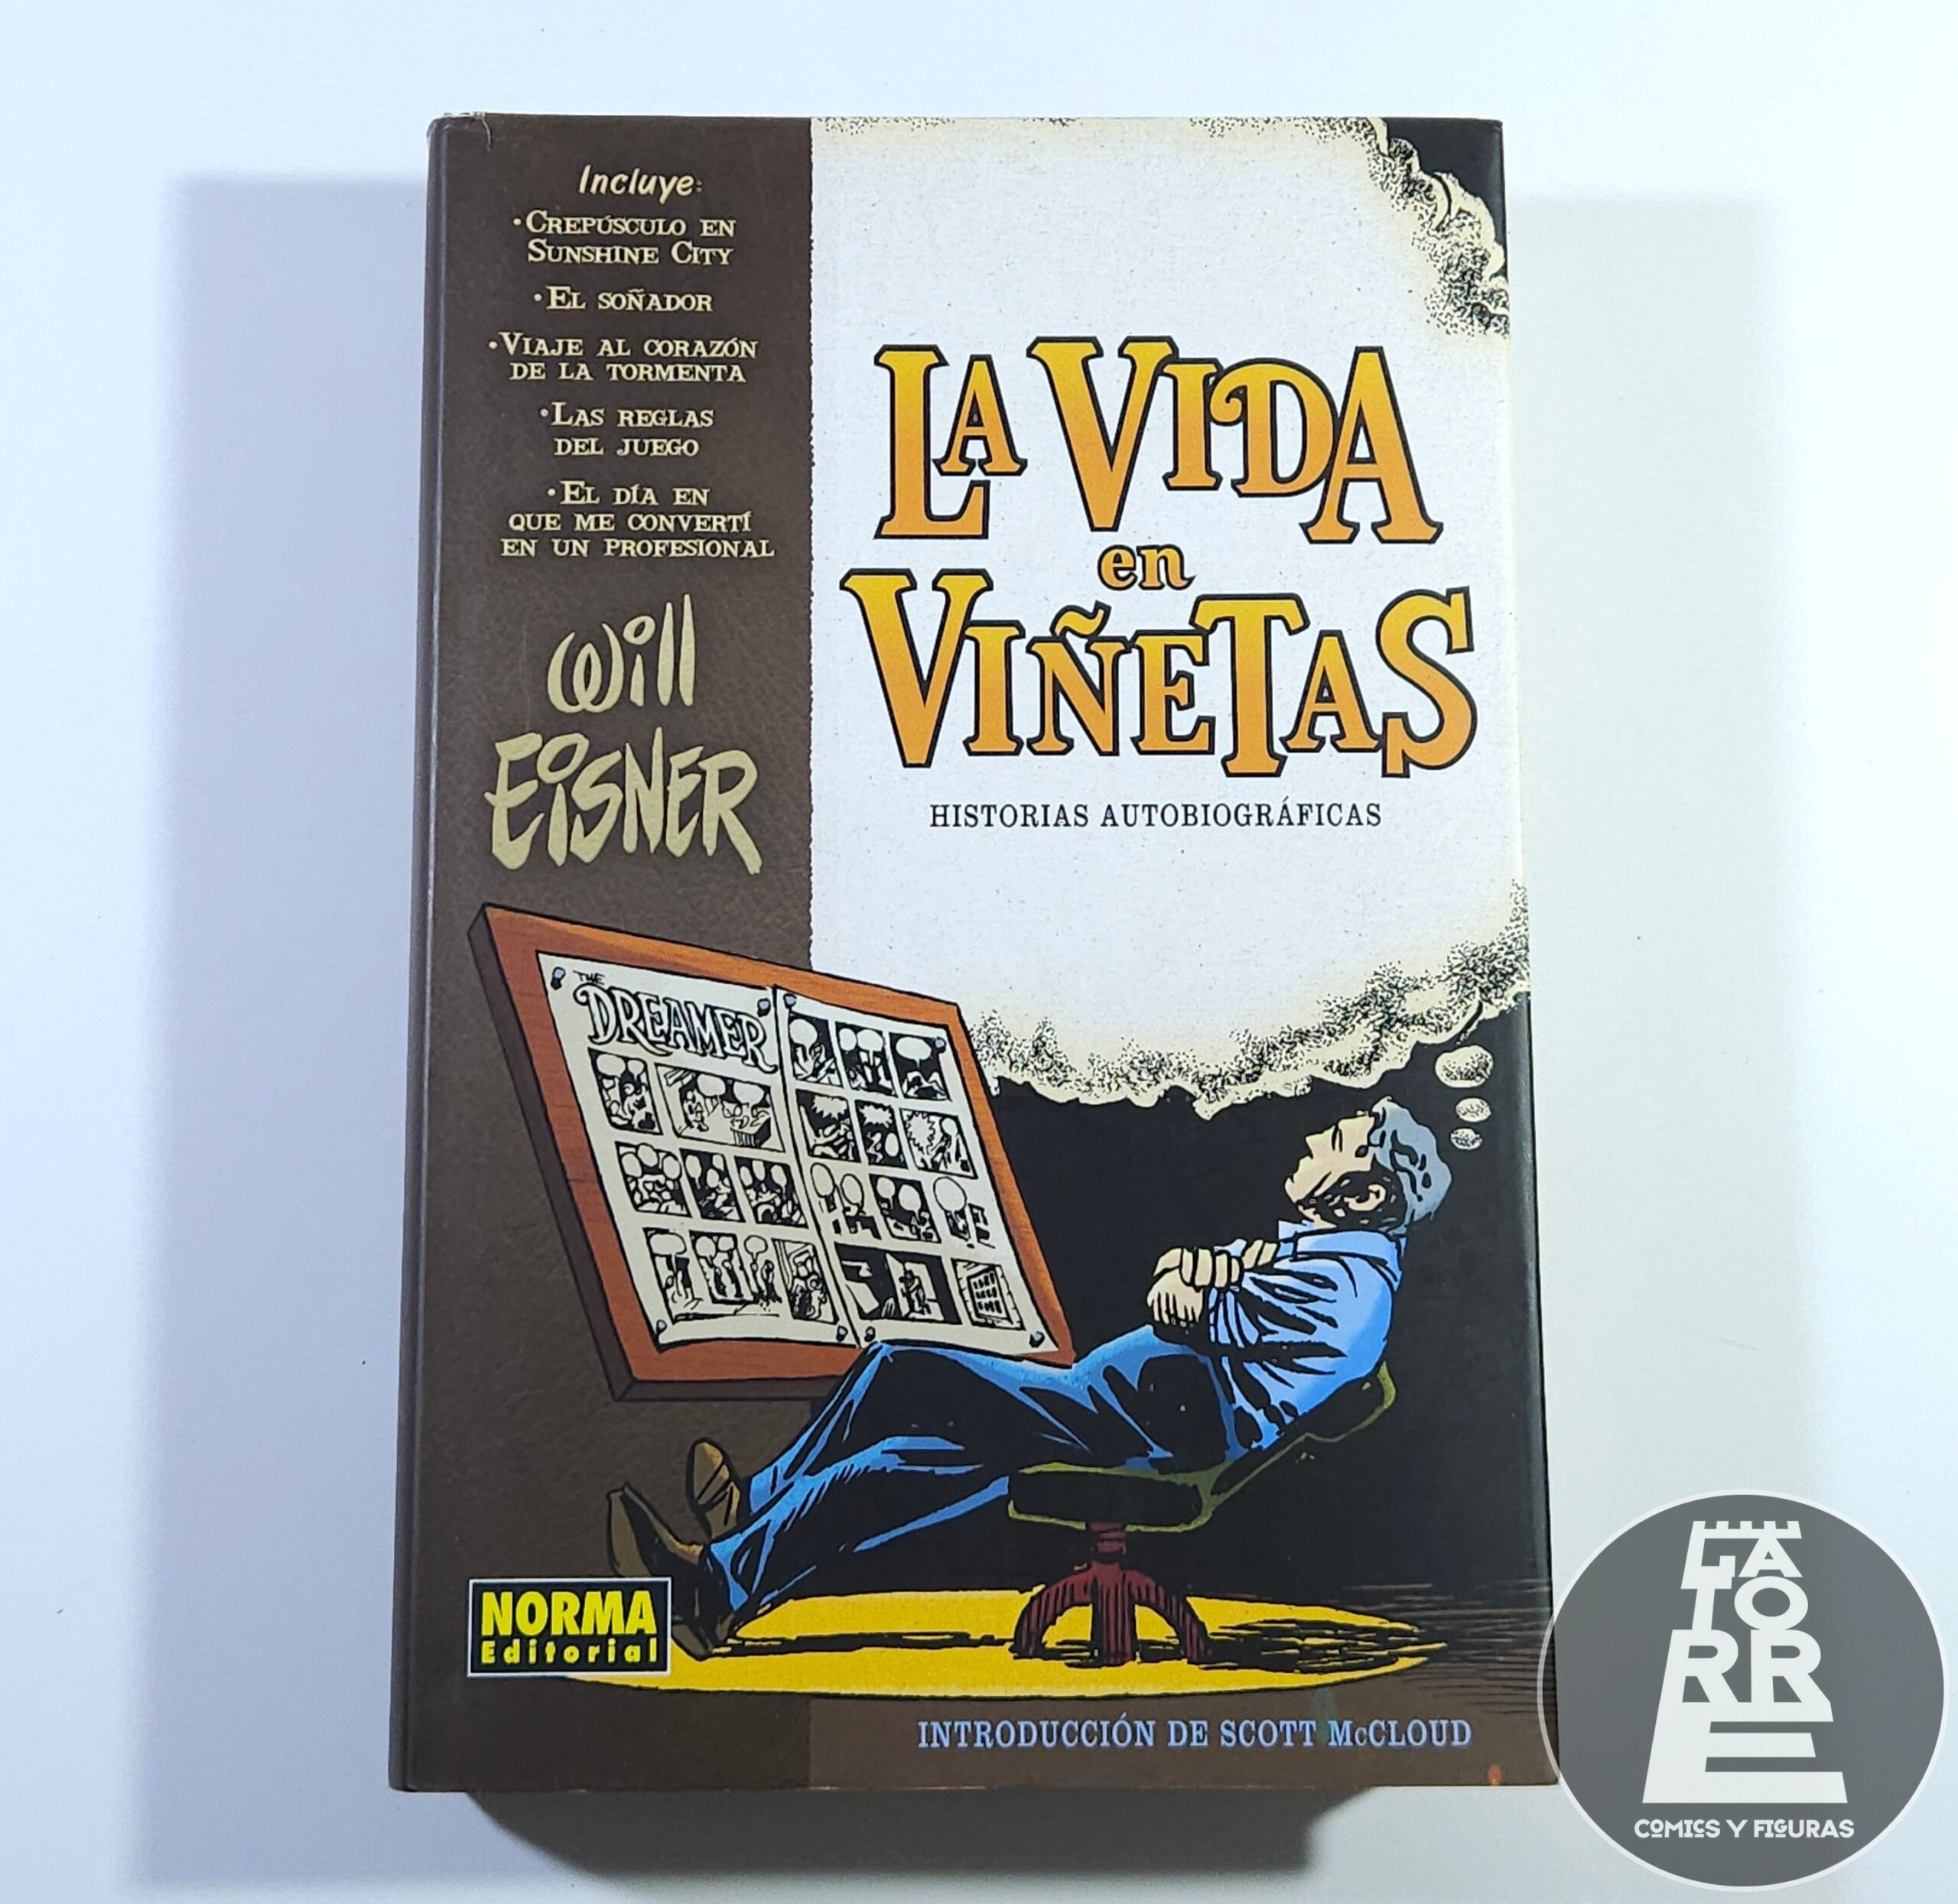 Incluye:
• CREPÚSCULO EN
SUNSHINE CITY
• EL SOÑADOR
• VIAJE AL CORAZÓN
DE LA TORMENTA
• LAS REGLAS
DEL JUEGO
• EL DÍA EN
QUE ME CONVERTÍ
EN UN PROFESIONAL
Will
EISNER
LA VIDA
en
VIÑETAS
HISTORIAS AUTOBIOGRÁFICAS
THE
DREAMER
NORMA
Editorial
INTRODUCCIÓN DE SCOTT McCLOUD
LA
TO
RR
E
COMICS Y FIGURAS